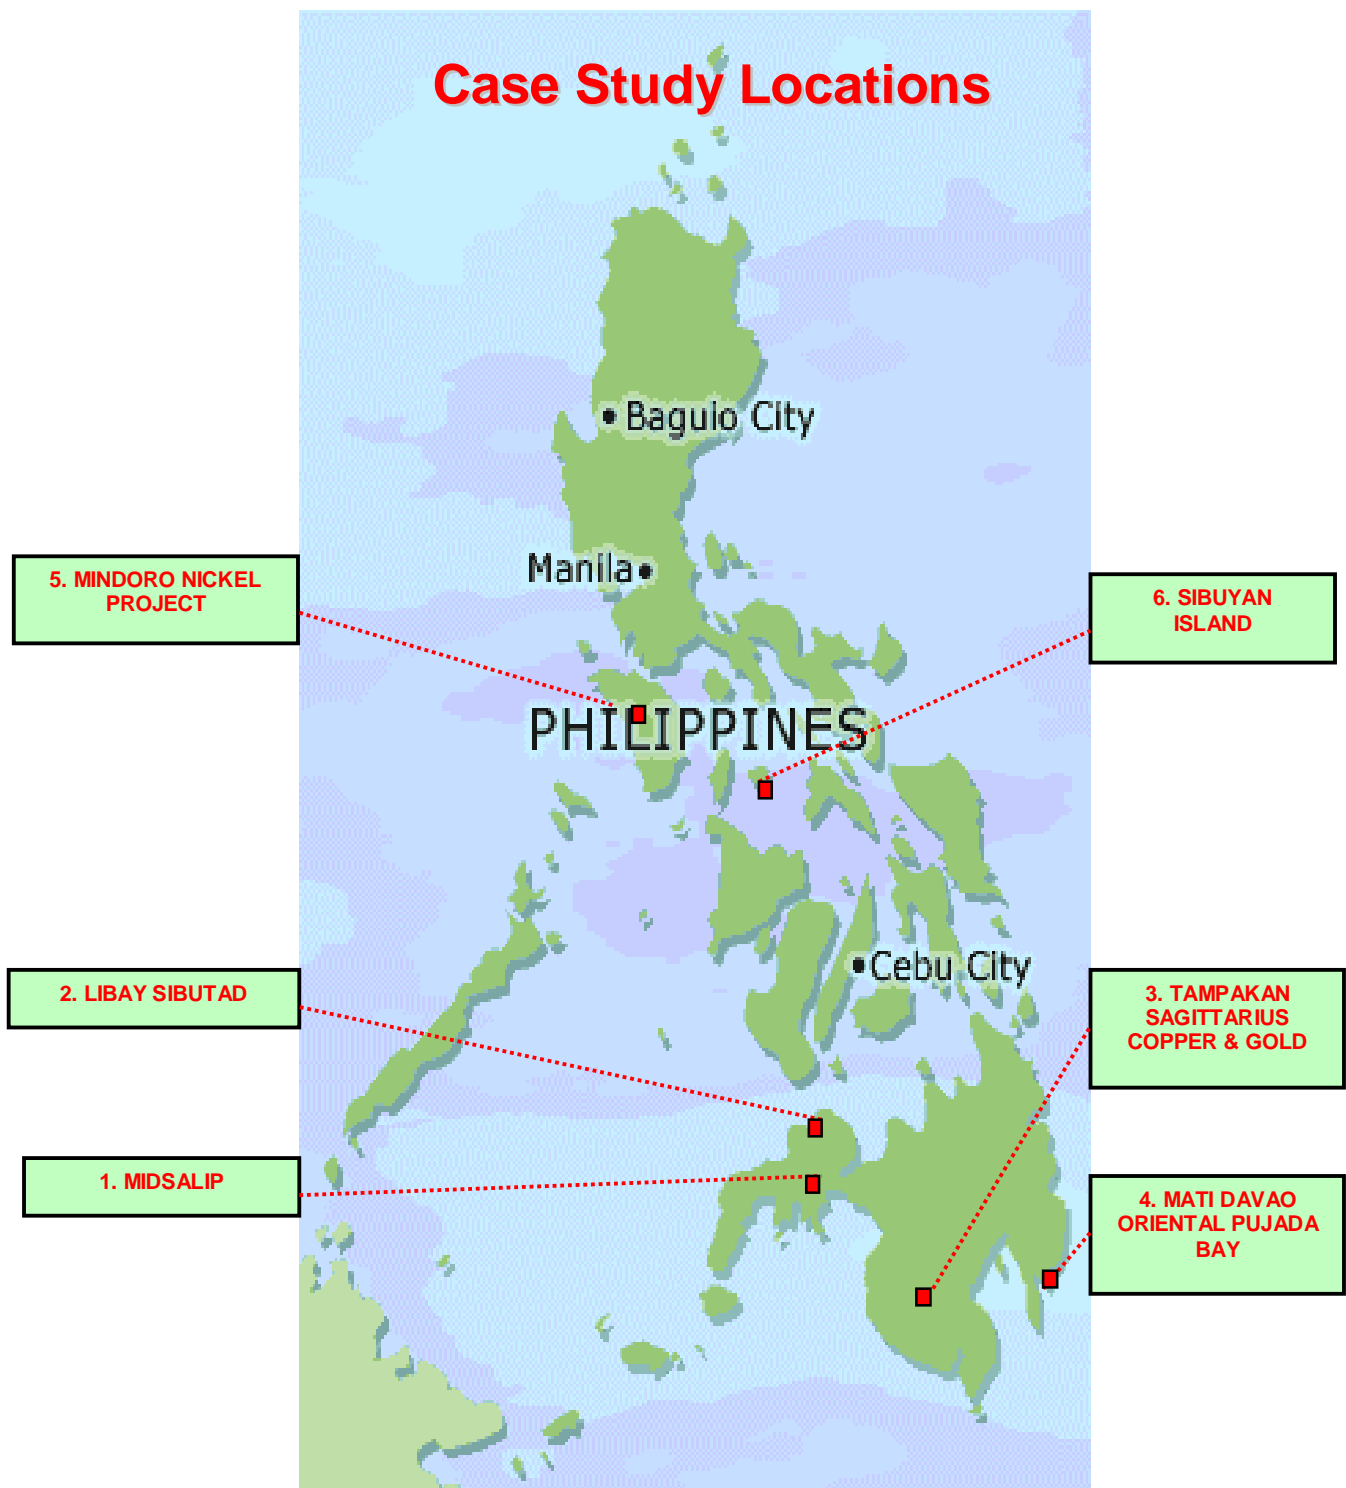 Case Study Locations
Baguio City
Manila
5. MINDORO NICKEL
PROJECT
6. SIBUYAN
ISLAND
PHILIPPINES
Cebu City
2. LIBAY SIBUTAD
3. TAMPAKAN
SAGITTARIUS
COPPER & GOLD
1. MIDSALIP
4. MATI DAVAO
ORIENTAL PUJADA
BAY